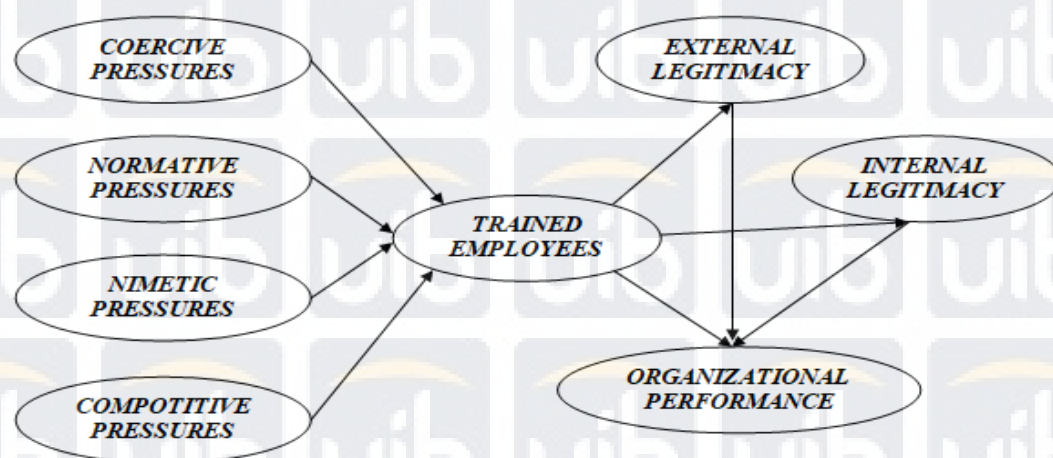 COERCIVE
PRESSURES
EXTERNAL
LEGITIMACY
NORMATIVE
PRESSURES
INTERNAL
LEGITIMACY
TRAINED
EMPLOYEES
NIMETIC
PRESSURES
ORGANIZATIONAL
PERFORMANCE
COMPOTITIVE
PRESSURES
uib